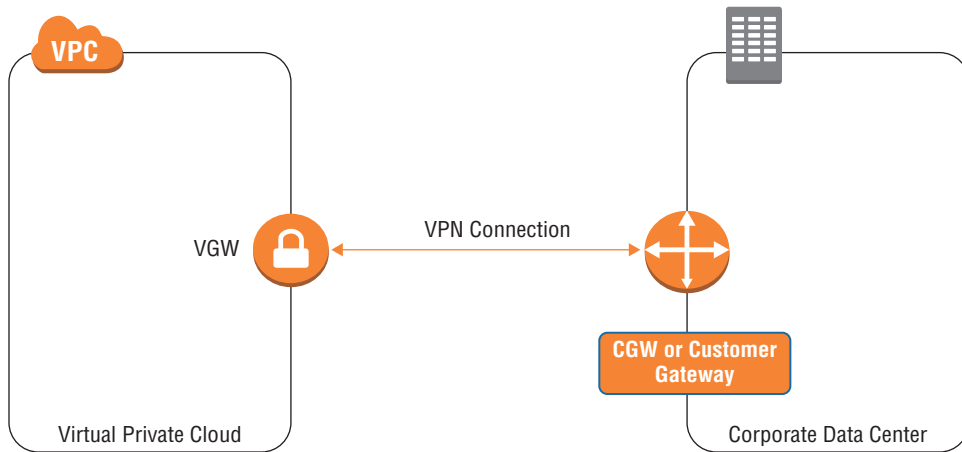 VPC
VGW
VPN Connection
CGW or Customer
Gateway
Virtual Private Cloud
Corporate Data Center